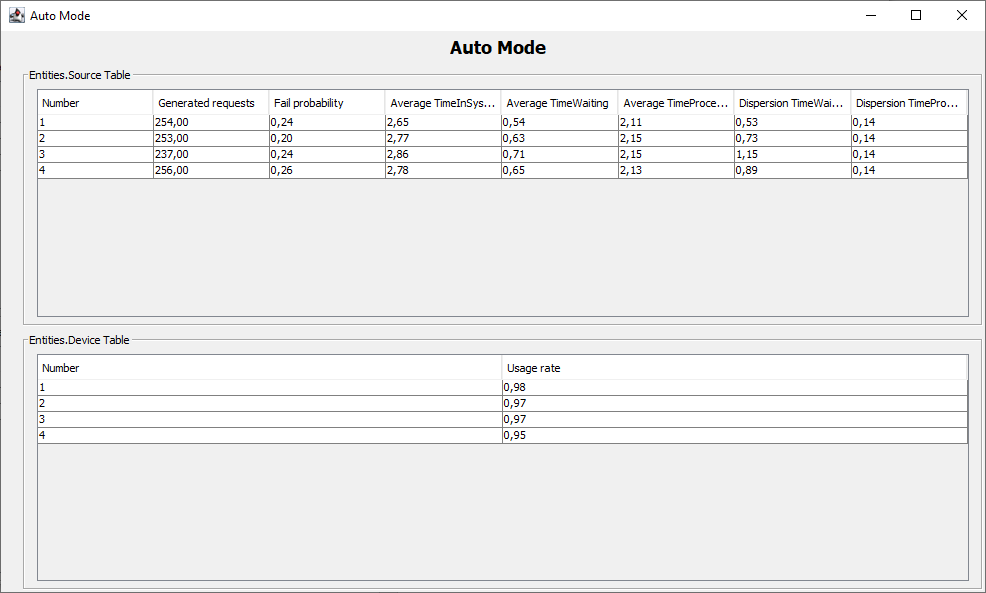 Auto Mode
Auto Mode
Entities.Source Table
Number Generated requests Fail probability Average TimeInSys... Average TimeWaiting Average TimeProce... Dispersion TimeWai... Dispersion TimePro...
1 254,00 0,24 2,65 0,54 2,11 0,53 0,14
2 253,00 0,20 2,77 0,63 2,15 0,73 0,14
3 237,00 0,24 2,86 0,71 2,15 1,15 0,14
4 256,00 0,26 2,78 0,65 2,13 0,89 0,14
Entities.Device Table
Number Usage rate
1 0,98
2 0,97
3 0,97
4 0,95